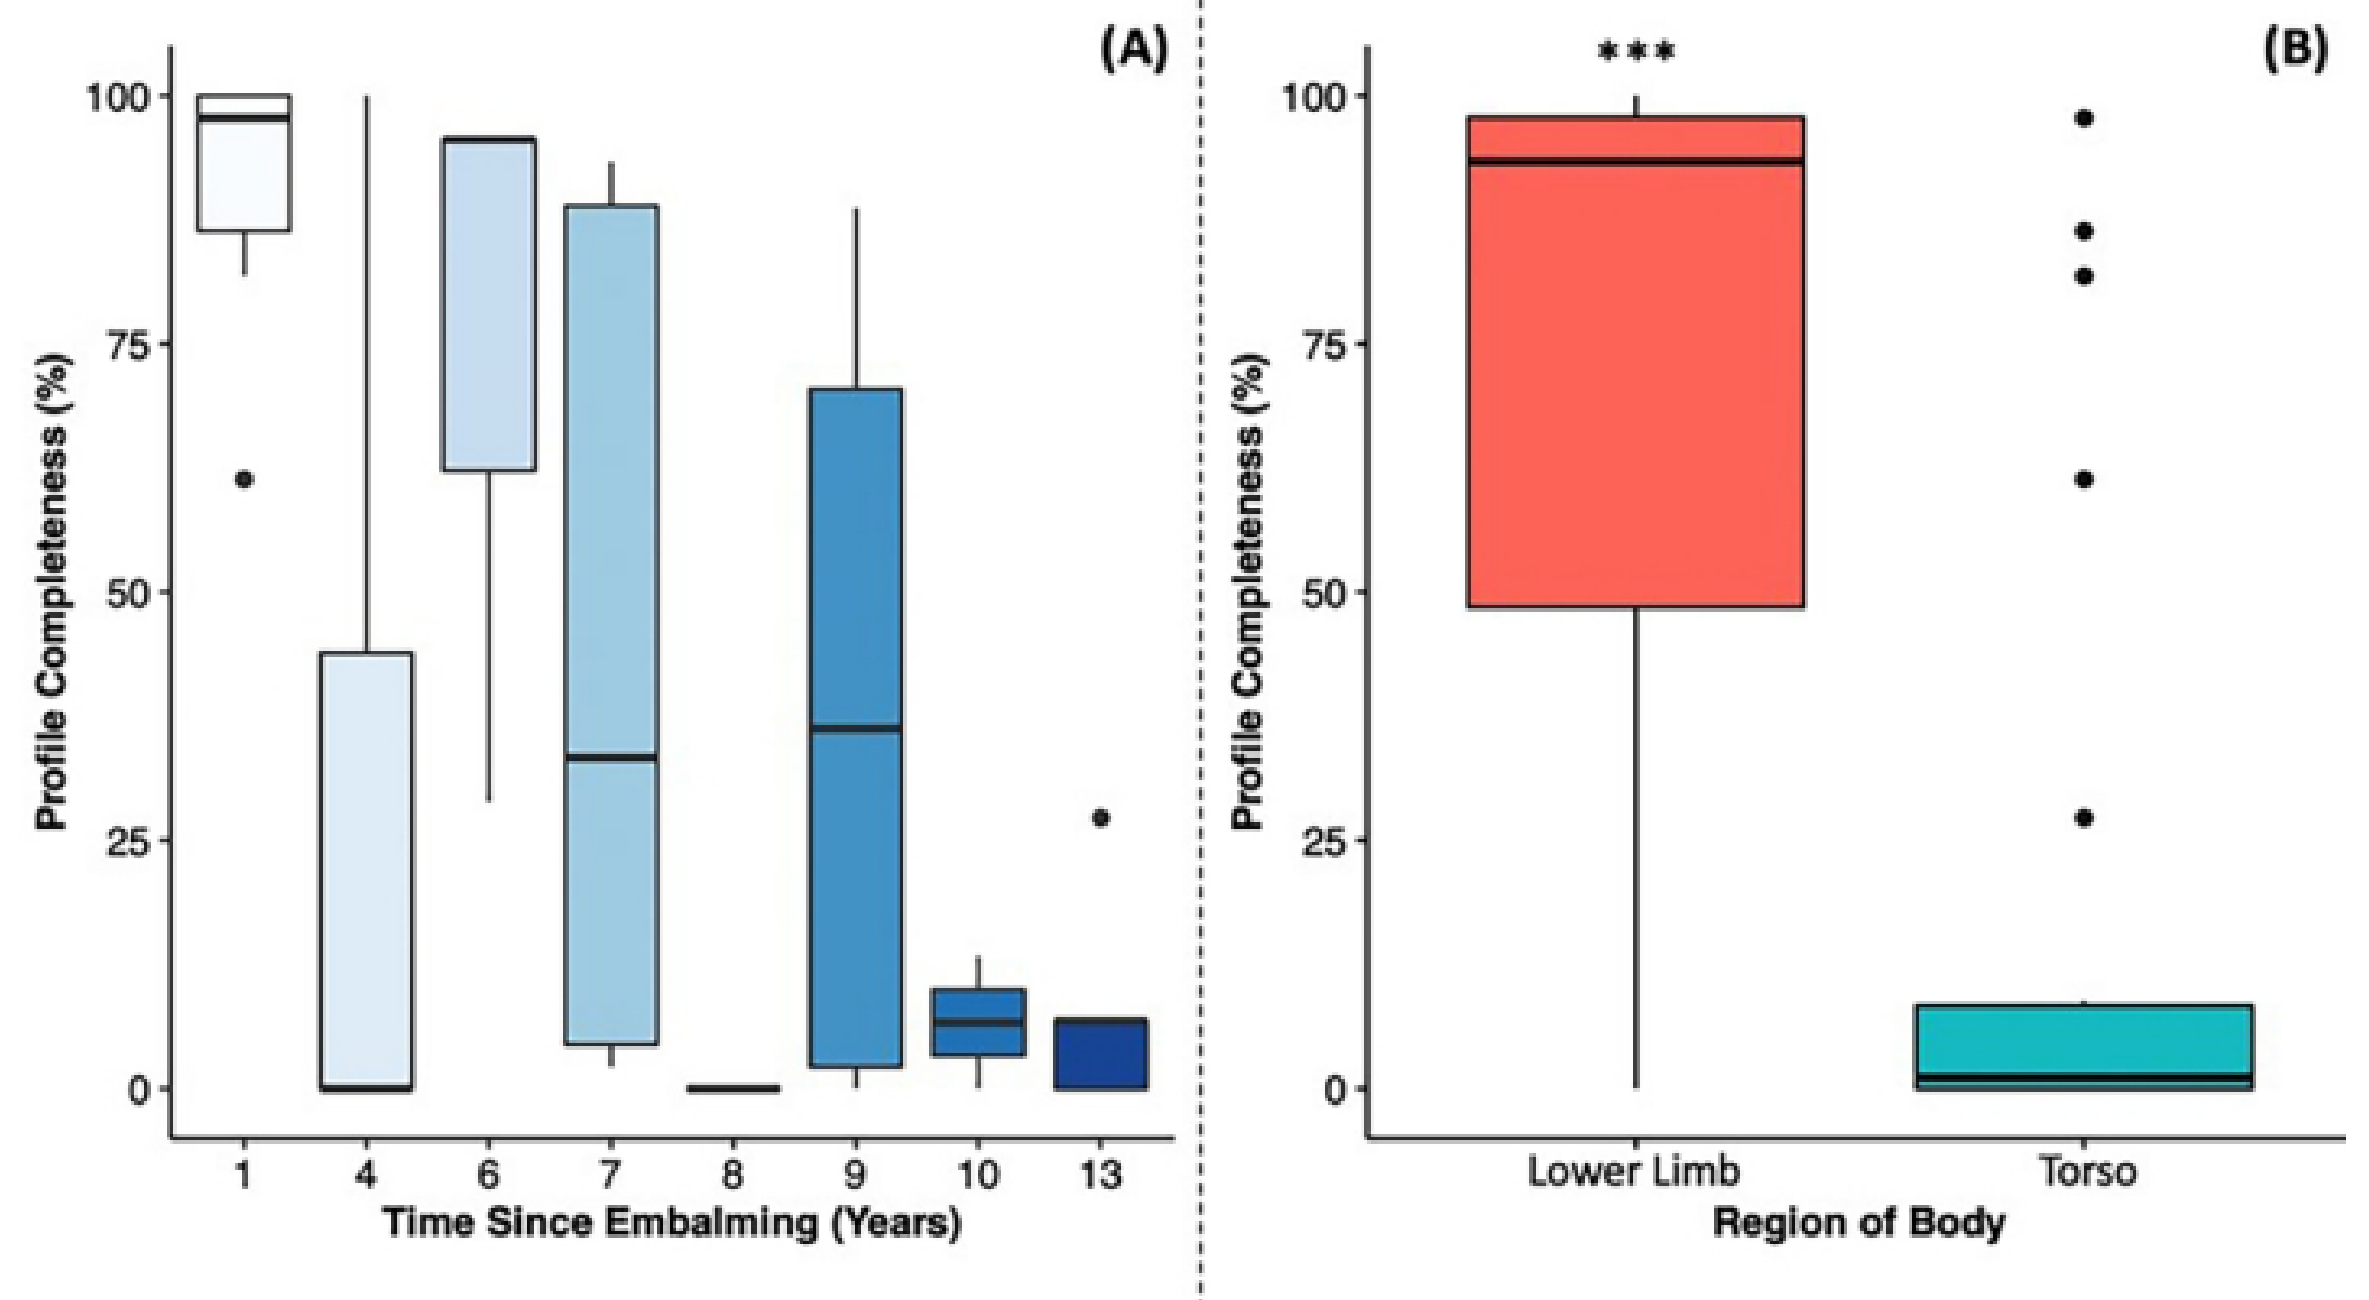 (A)
100
75
50
25
0
Profile Completeness (%)
1 4 6 7 8 9 10 13
Time Since Embalming (Years)
(B)
***
100
75
50
25
0
Profile Completeness (%)
Lower Limb Torso
Region of Body